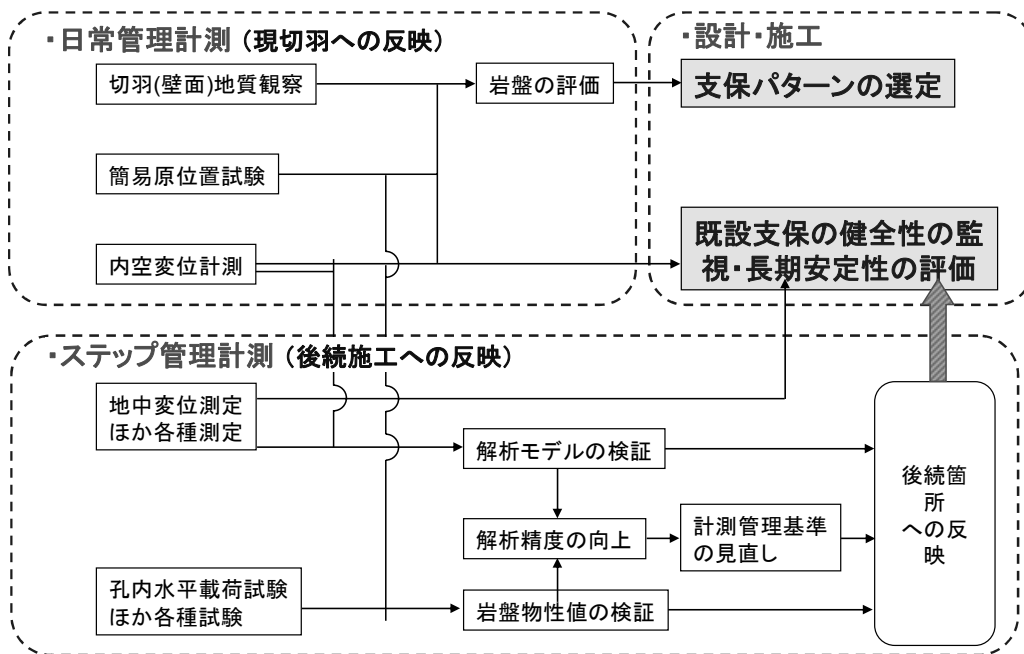 ・日常管理計測（現切羽への反映）
切羽(壁面)地質観察
岩盤の評価
簡易原位置試験
内空変位計測
・設計・施工
支保パターンの選定
既設支保の健全性の監
視・長期安定性の評価
・ステップ管理計測（後続施工への反映）
地中変位測定
ほか各種測定
解析モデルの検証
解析精度の向上
計測管理基準
の見直し
孔内水平載荷試験
ほか各種試験
岩盤物性値の検証
後続箇
所
への反
映